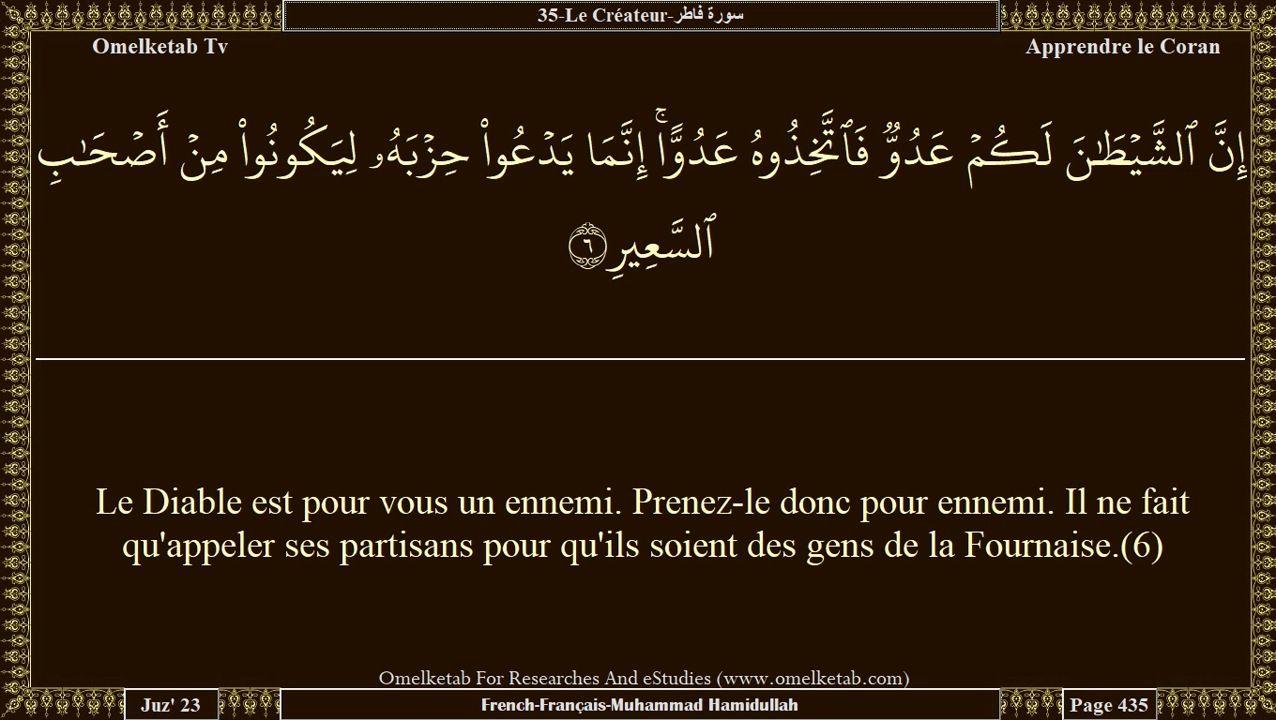 35-Le Créateur-سورة فاطر
Omelketab Tv
Apprendre le Coran
إِنَّ ٱلشَّيۡطَٰنَ لَكُمۡ عَدُوّٞ فَٱتَّخِذُوهُ عَدُوًّاۚ إِنَّمَا يَدۡعُواْ حِزۡبَهُۥ لِيَكُونُواْ مِنۡ أَصۡحَٰبِ
ٱلسَّعِيرِ ٦
Le Diable est pour vous un ennemi. Prenez-le donc pour ennemi. Il ne fait
qu'appeler ses partisans pour qu'ils soient des gens de la Fournaise.(6)
Omelketab For Researches And eStudies (www.omelketab.com)
Juz' 23
French-Français-Muhammad Hamidullah
Page 435